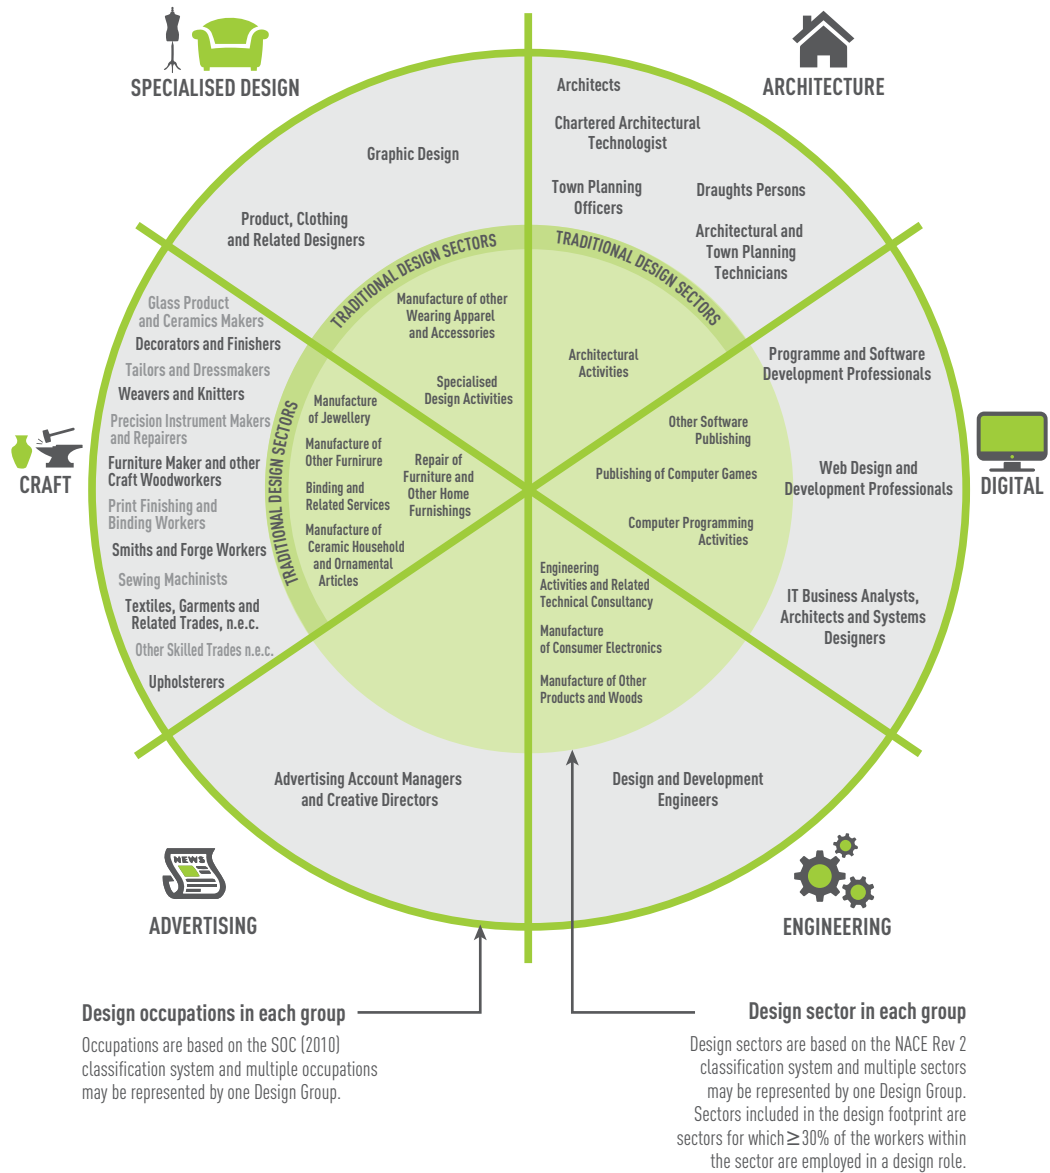 SPECIALISED DESIGN
ARCHITECTURE
Graphic Design
Product, Clothing
and Related Designers
Architects
Chartered Architectural
Technologist
Town Planning
Officers
Draughts Persons
Architectural and
Town Planning
Technicians
TRADITIONAL DESIGN SECTORS
TRADITIONAL DESIGN SECTORS
Manufacture of other
Wearing Apparel
and Accessories
Specialised
Design Activities
Architectural
Activities
CRAFT
Glass Product
and Ceramics Makers
Decorators and Finishers
Tailors and Dressmakers
Weavers and Knitters
Precision Instrument Makers
and Repairers
Furniture Maker and other
Craft Woodworkers
Print Finishing and
Binding Workers
Smiths and Forge Workers
Sewing Machinists
Textiles, Garments and
Related Trades, n.e.c.
Other Skilled Trades n.e.c.
Upholsterers
TRADITIONAL DESIGN SECTORS
Manufacture
of Jewellery
Manufacture of
Other Furnirure
Binding and
Related Services
Manufacture of
Ceramic Household
and Ornamental
Articles
Repair of
Furniture and
Other Home
Furnishings
DIGITAL
Programme and Software
Development Professionals
Web Design and
Development Professionals
IT Business Analysts,
Architects and Systems
Designers
Other Software
Publishing
Publishing of Computer Games
Computer Programming
Activities
Engineering
Activities and Related
Technical Consultancy
Manufacture
of Consumer Electronics
Manufacture of Other
Products and Woods
Advertising Account Managers
and Creative Directors
Design and Development
Engineers
NEWS
ADVERTISING
ENGINEERING
Design occupations in each group
Occupations are based on the SOC (2010)
classification system and multiple occupations
may be represented by one Design Group.
Design sector in each group
Design sectors are based on the NACE Rev 2
classification system and multiple sectors
may be represented by one Design Group.
Sectors included in the design footprint are
sectors for which ≥30% of the workers within
the sector are employed in a design role.